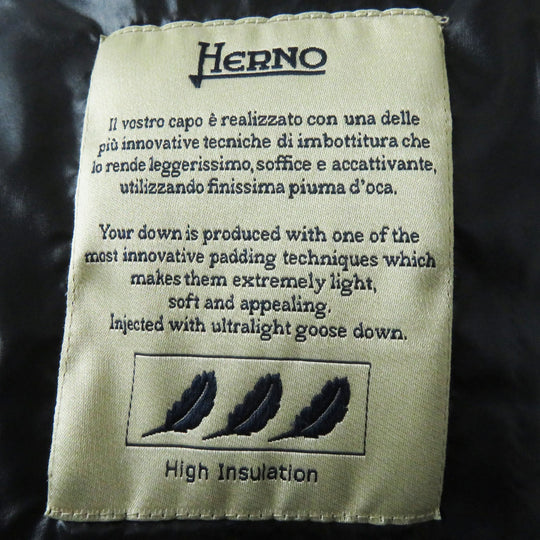 HERNO
Il vostro capo è realizzato con una delle
più innovative tecniche di imbottitura che
lo rende leggerissimo, soffice e accattivante,
utilizzando finissima piuma d'oca.
Your down is produced with one of the
most innovative padding techniques which
makes them extremely light,
soft and appealing.
Injected with ultralight goose down.
High Insulation